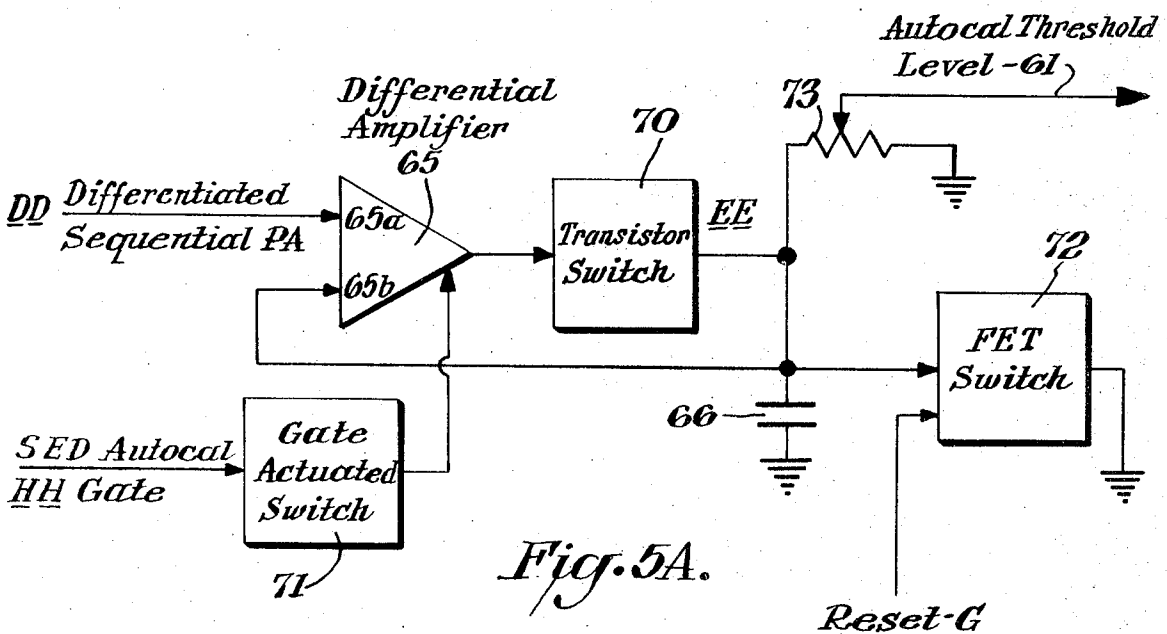 Autocal Threshold
Level-61
Differential
Amplifier
65
70
73
DD
Differentiated
Sequential PA
65a
65b
Transistor
Switch
EE
72
FET
Switch
66
SED Autocal
HH Gate
Gate
Actuated
Switch
71
Fig. 5A.
Reset-G